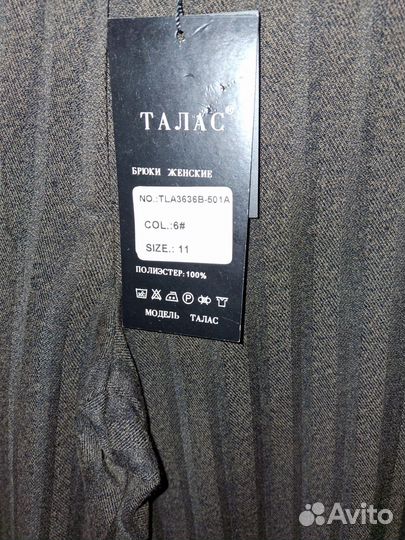 ТАЛАС®
БРЮКИ ЖЕНСКИЕ
NO.:TLA3636B-501A
COL.:6#
SIZE.: 11
ПОЛИЭСТЕР:100%
МОДЕЛЬ ТАЛАС
Avito